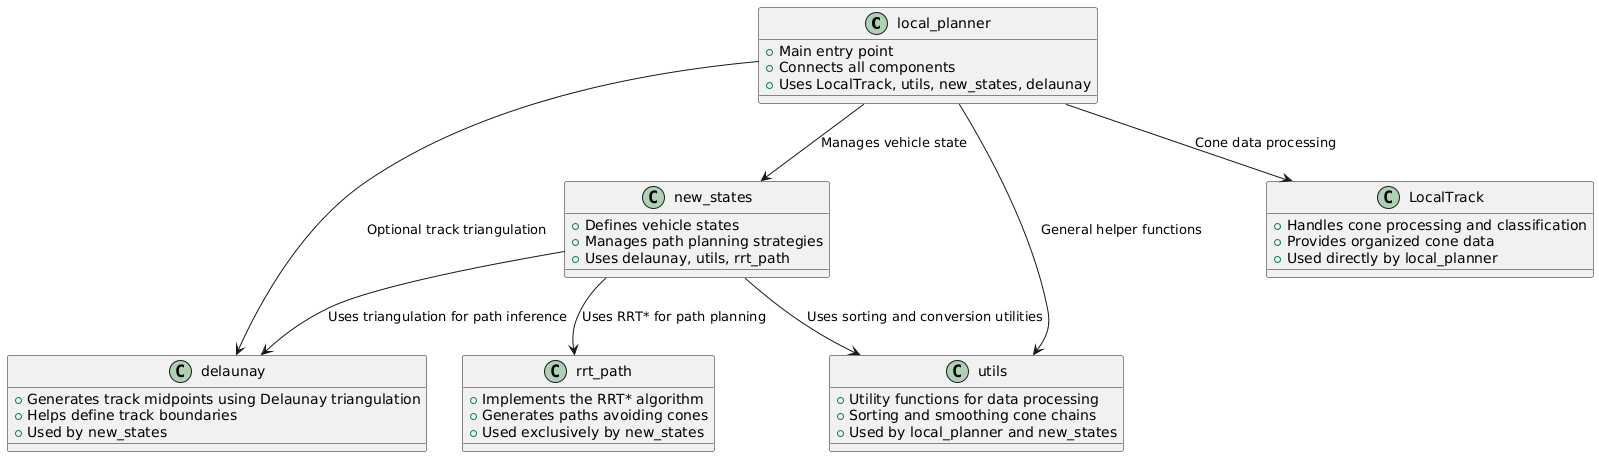 C local_planner
Main entry point
Connects all components
Uses LocalTrack, utils, new_states, delaunay
Manages vehicle state
Cone data processing
C new_states
Defines vehicle states
Manages path planning strategies
Uses delaunay, utils, rrt_path
C LocalTrack
Handles cone processing and classification
Provides organized cone data
Used directly by local_planner
Optional track triangulation
General helper functions
Uses triangulation for path inference
Uses RRT* for path planning
Uses sorting and conversion utilities
C delaunay
Generates track midpoints using Delaunay triangulation
Helps define track boundaries
Used by new_states
C rrt_path
Implements the RRT* algorithm
Generates paths avoiding cones
Used exclusively by new_states
C utils
Utility functions for data processing
Sorting and smoothing cone chains
Used by local_planner and new_states